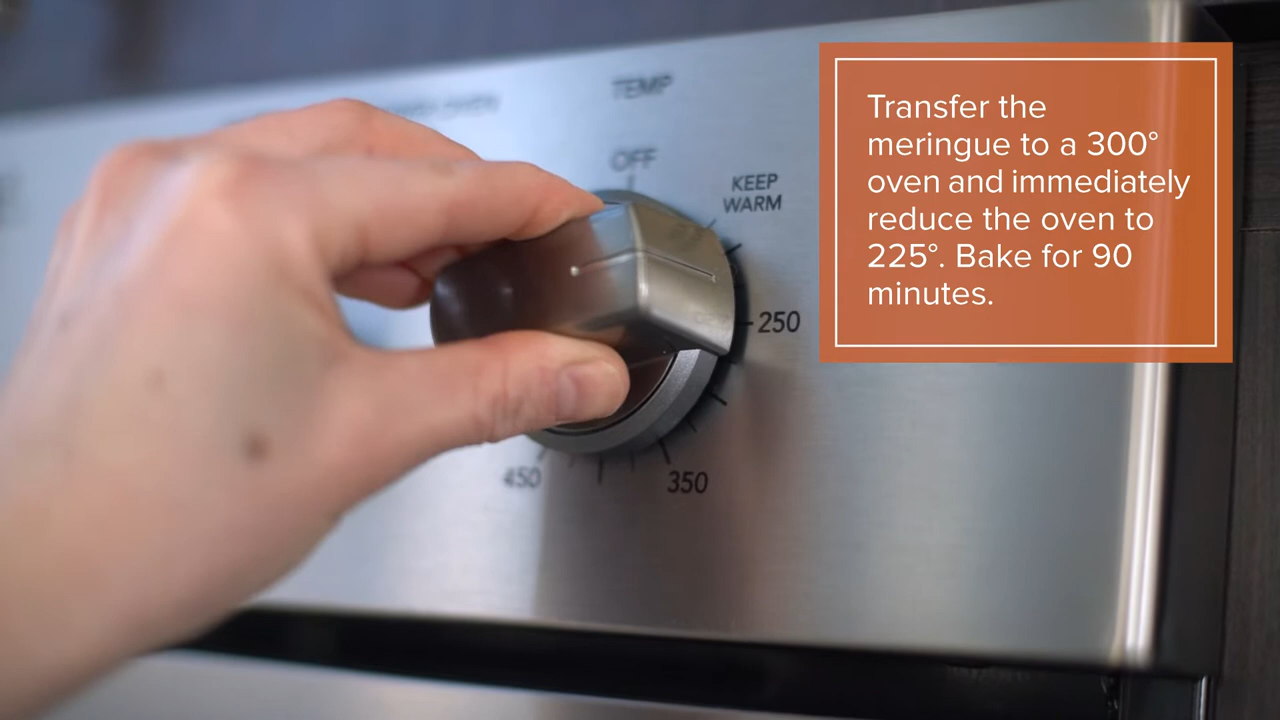 TEMP
OFF
KEEP
WARM
250
350
450
Transfer the
meringue to a 300°
oven and immediately
reduce the oven to
225°. Bake for 90
minutes.